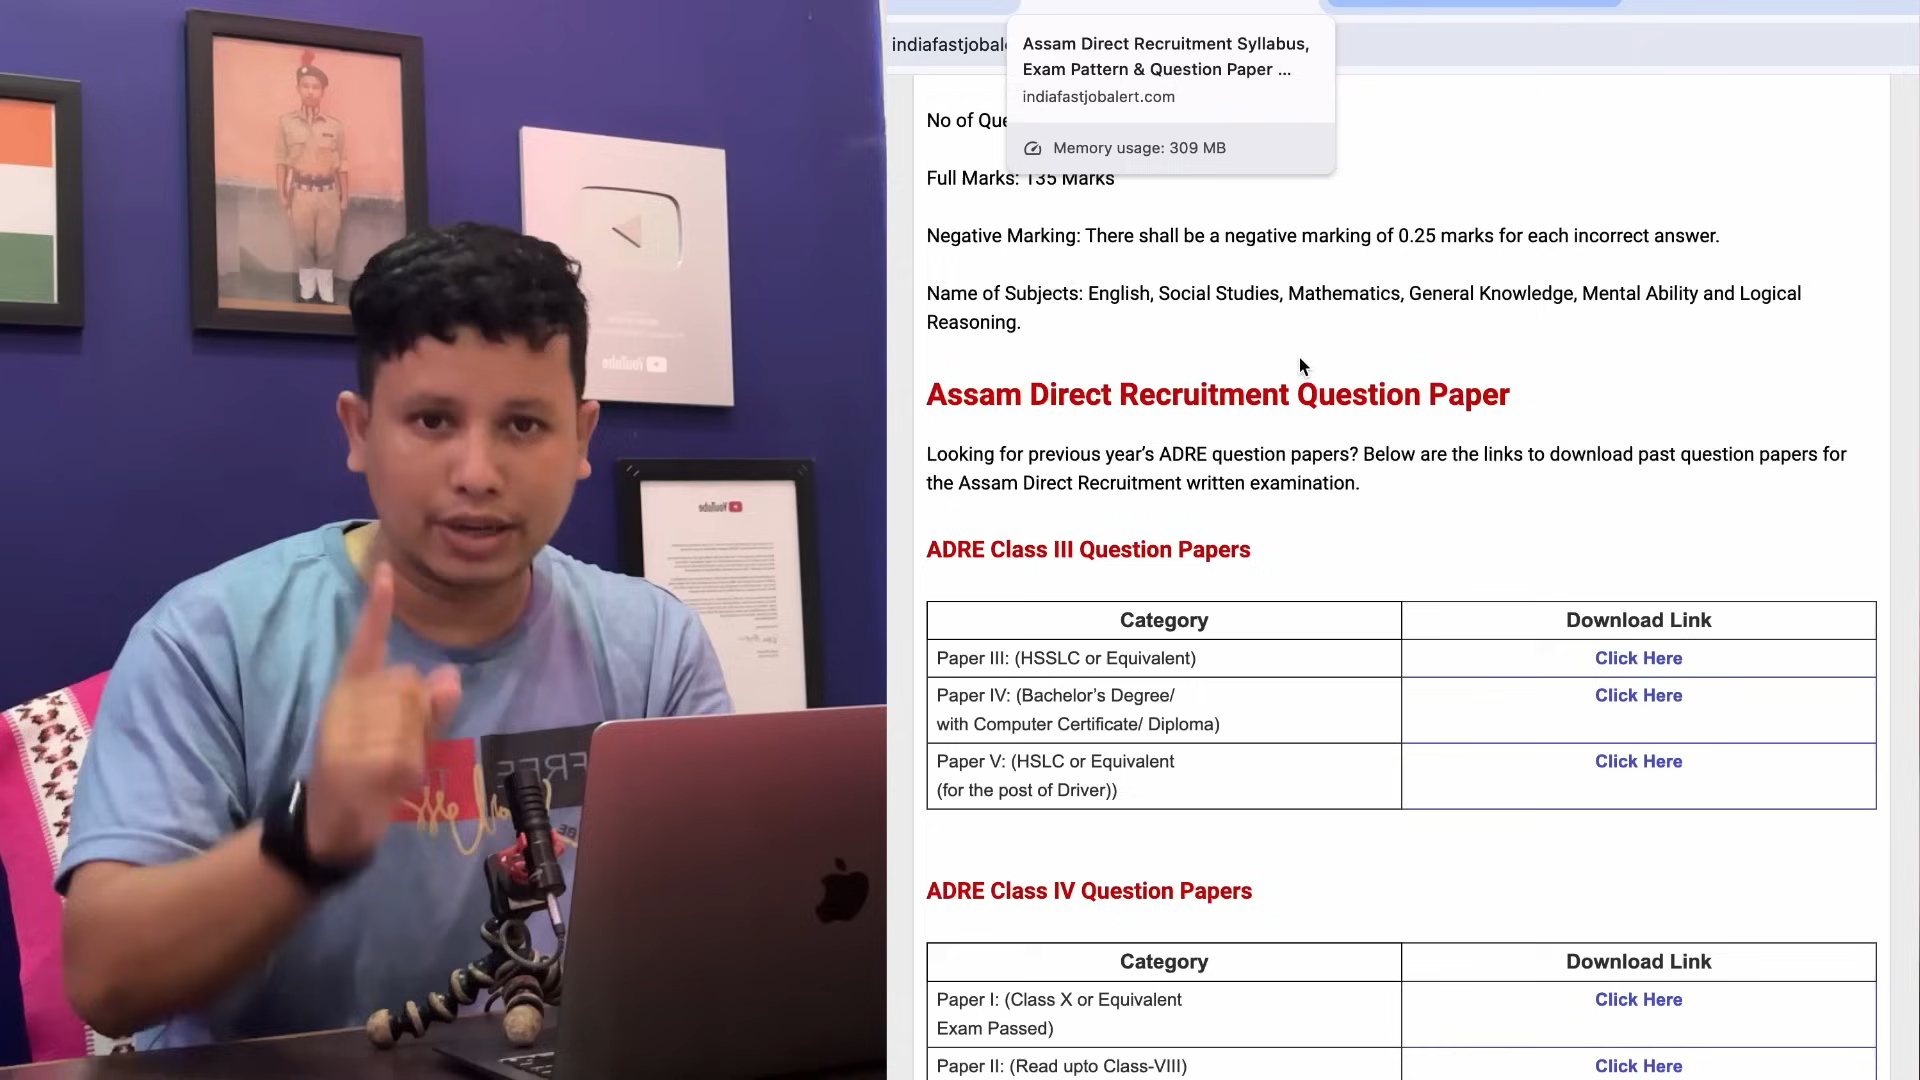 Assam Direct Recruitment Syllabus,
Exam Pattern & Question Paper ...
indiafastjobalert.com
Memory usage: 309 MB
No of
Full Marks: 135 Marks
Negative Marking: There shall be a negative marking of 0.25 marks for each incorrect answer.
Name of Subjects: English, Social Studies, Mathematics, General Knowledge, Mental Ability and Logical
Reasoning.
Assam Direct Recruitment Question Paper
Looking for previous year’s ADRE question papers? Below are the links to download past question papers for
the Assam Direct Recruitment written examination.
ADRE Class III Question Papers
Category Download Link
Paper III: (HSSLC or Equivalent) Click Here
Paper IV: (Bachelor’s Degree/ Click Here
with Computer Certificate/ Diploma)
Paper V: (HSLC or Equivalent Click Here
(for the post of Driver))
ADRE Class IV Question Papers
Category Download Link
Paper I: (Class X or Equivalent Click Here
Exam Passed)
Paper II: (Read upto Class-VIII) Click Here
YouTube
YouTube
FREE